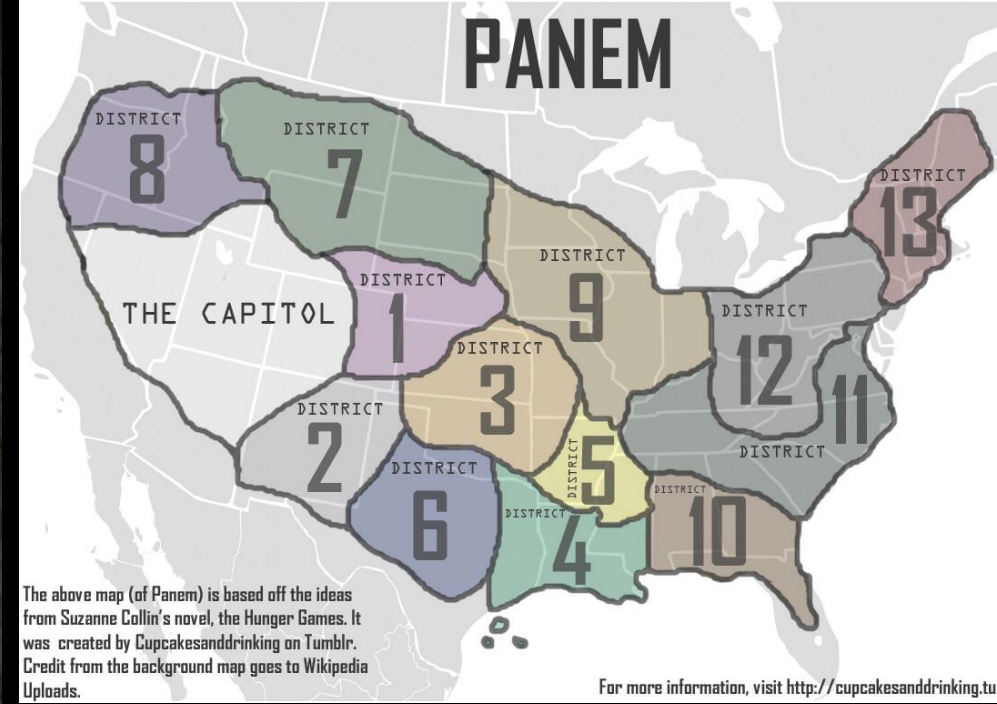 PANEM
DISTRICT
8
DISTRICT
7
DISTRICT
13
DISTRICT
9
DISTRICT
1
THE CAPITOL
DISTRICT
12
DISTRICT
3
DISTRICT
2
11
DISTRICT
DISTRICT
5
DISTRICT
6
DISTRICT
4
DISTRICT
10
The above map (of Panem) is based off the ideas
from Suzanne Collin's novel, the Hunger Games. It
was created by Cupcakesanddrinking on Tumblr.
Credit from the background map goes to Wikipedia
Uploads.
For more information, visit http://cupcakesanddrinking.tu